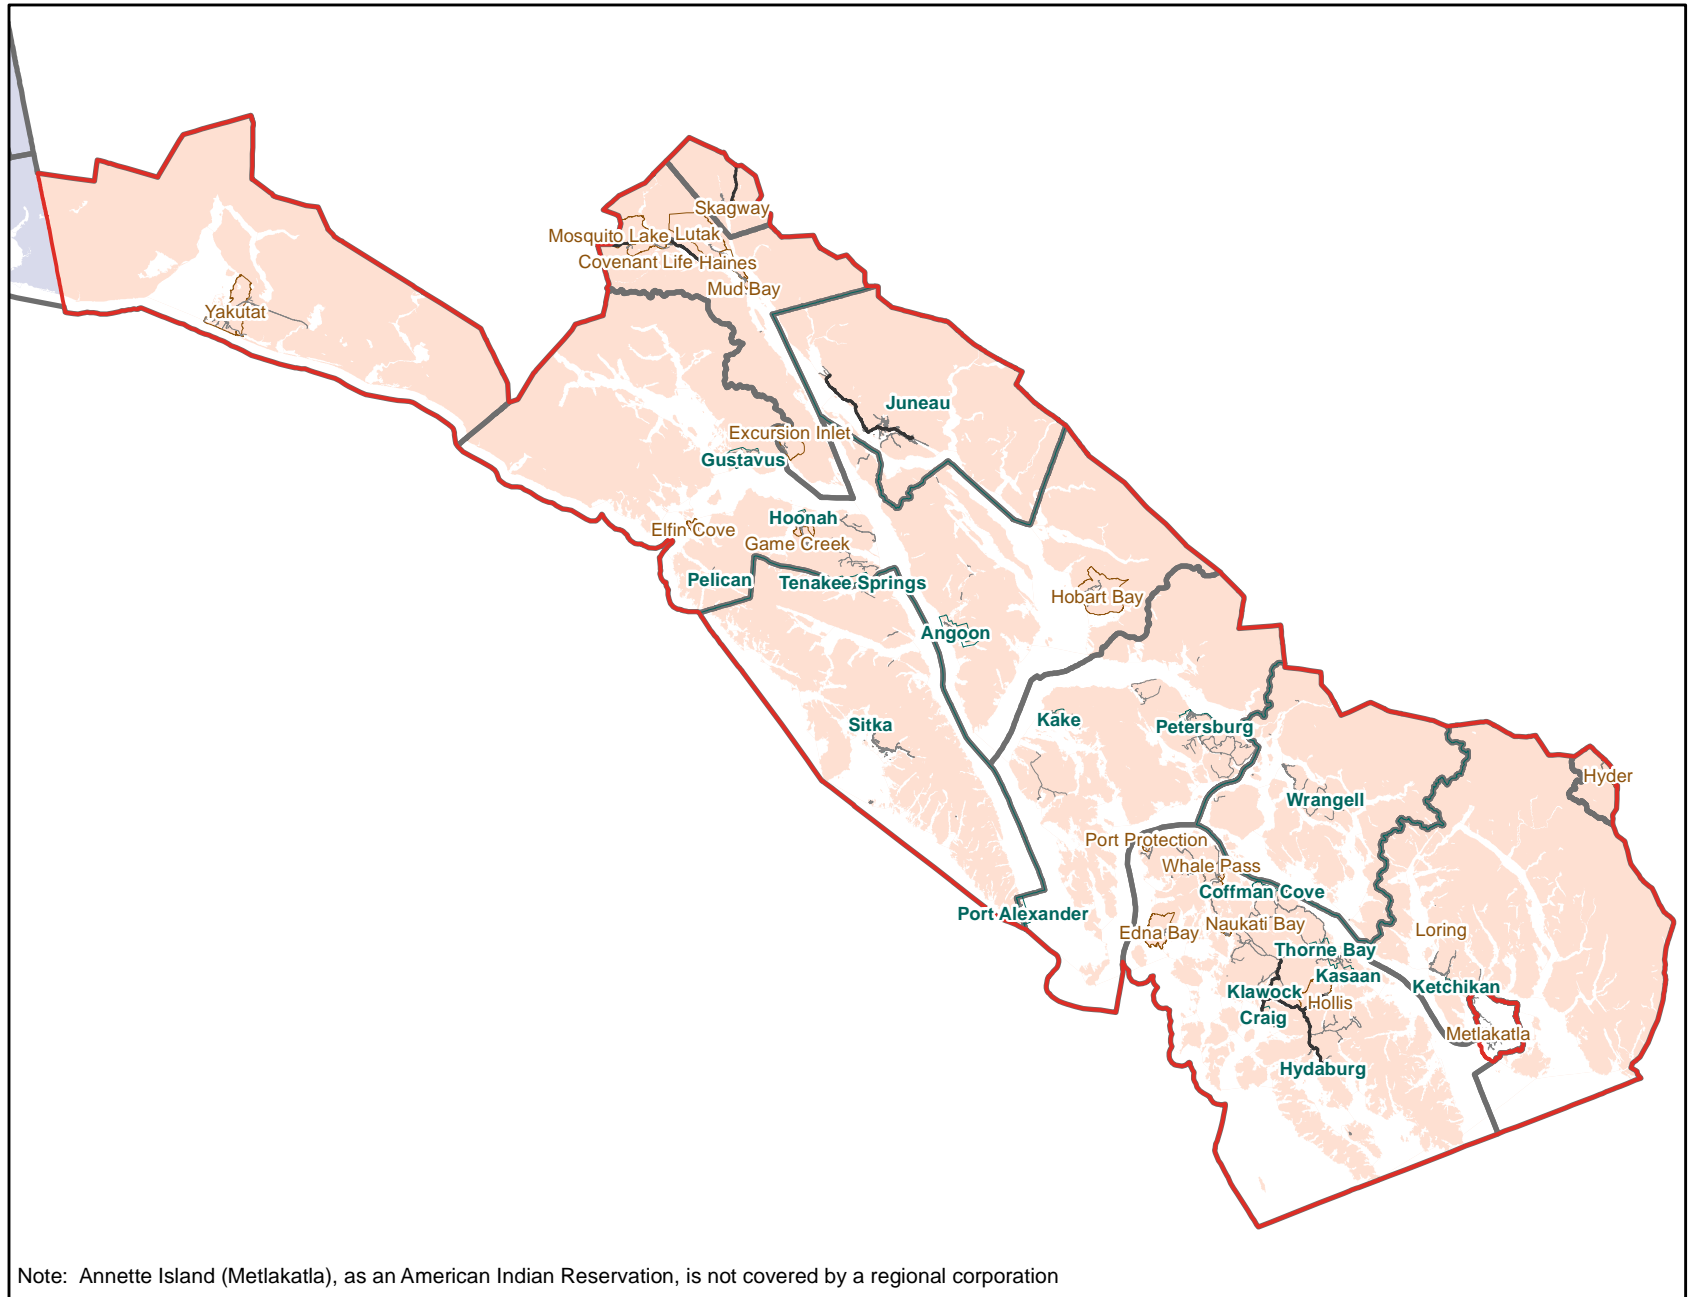 Skagway
Mosquito Lake
Lutak
Covenant Life
Haines
Mud Bay
Yakutat
Juneau
Excursion Inlet
Gustavus
Hoonah
Elfin Cove
Game Creek
Pelican
Tenakee Springs
Hobart Bay
Angoon
Kake
Sitka
Petersburg
Hyder
Wrangell
Port Protection
Whale Pass
Coffman Cove
Port Alexander
Naukati Bay
Edna Bay
Loring
Thorne Bay
Kasaan
Ketchikan
Klawock
Hollis
Craig
Metlakatla
Hydaburg
Note: Annette Island (Metlakatla), as an American Indian Reservation, is not covered by a regional corporation